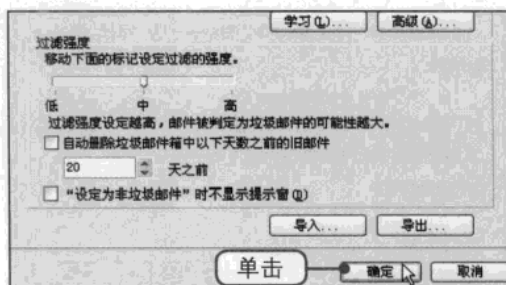 学习(L)... 高级(A)...
过滤强度
移动下面的标记设定过滤的强度。
低 中 高
过滤强度设定越高，邮件被判定为垃圾邮件的可能性越大。
自动删除垃圾邮件箱中以下天数之前的旧邮件
20 天之前
“设定为非垃圾邮件”时不显示提示窗(D)
导入... 导出...
单击 确定 取消